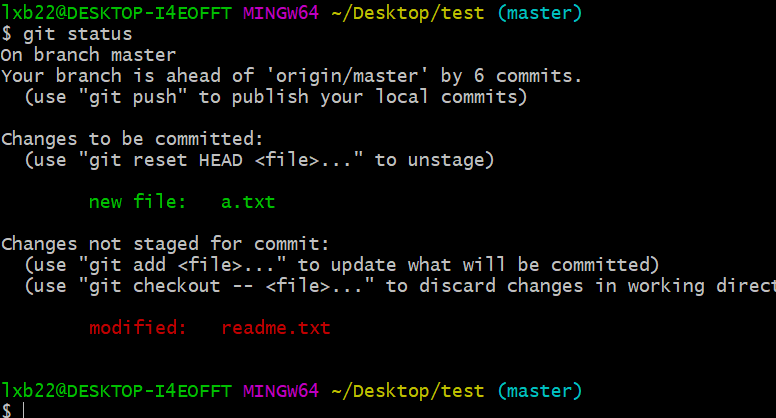 lxb22@DESKTOP-I4EOFFT MINGW64 ~/Desktop/test (master)
$ git status
On branch master
Your branch is ahead of 'origin/master' by 6 commits.
  (use "git push" to publish your local commits)

Changes to be committed:
  (use "git reset HEAD <file>..." to unstage)

        new file:   a.txt

Changes not staged for commit:
  (use "git add <file>..." to update what will be committed)
  (use "git checkout -- <file>..." to discard changes in working direct

        modified:   readme.txt


lxb22@DESKTOP-I4EOFFT MINGW64 ~/Desktop/test (master)
$